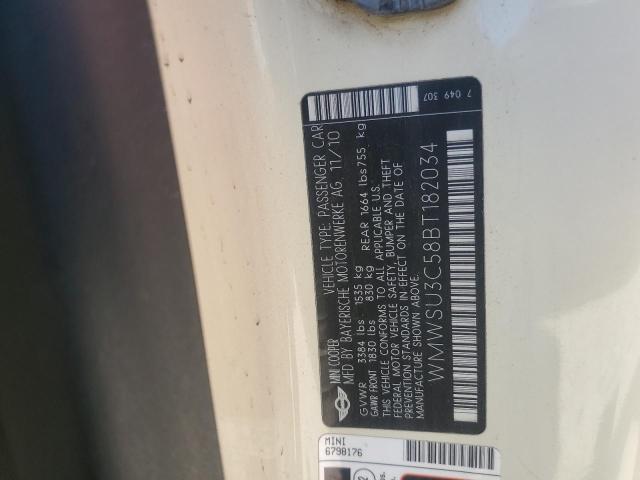 MINI COOPER
VEHICLE TYPE: PASSENGER CAR
MFD BY BAYERISCHE MOTORENWERKE AG 11/10
GVWR 3384 lbs 1535 kg
GAWR FRONT 1830 lbs 830 kg REAR 1664 lbs 755 kg
THIS VEHICLE CONFORMS TO ALL APPLICABLE U.S.
FEDERAL MOTOR VEHICLE SAFETY, BUMPER AND THEFT
PREVENTION STANDARDS IN EFFECT ON THE DATE OF
MANUFACTURE SHOWN ABOVE.
WMWSU3C58BT182034
7 049 307
MINI
6798176